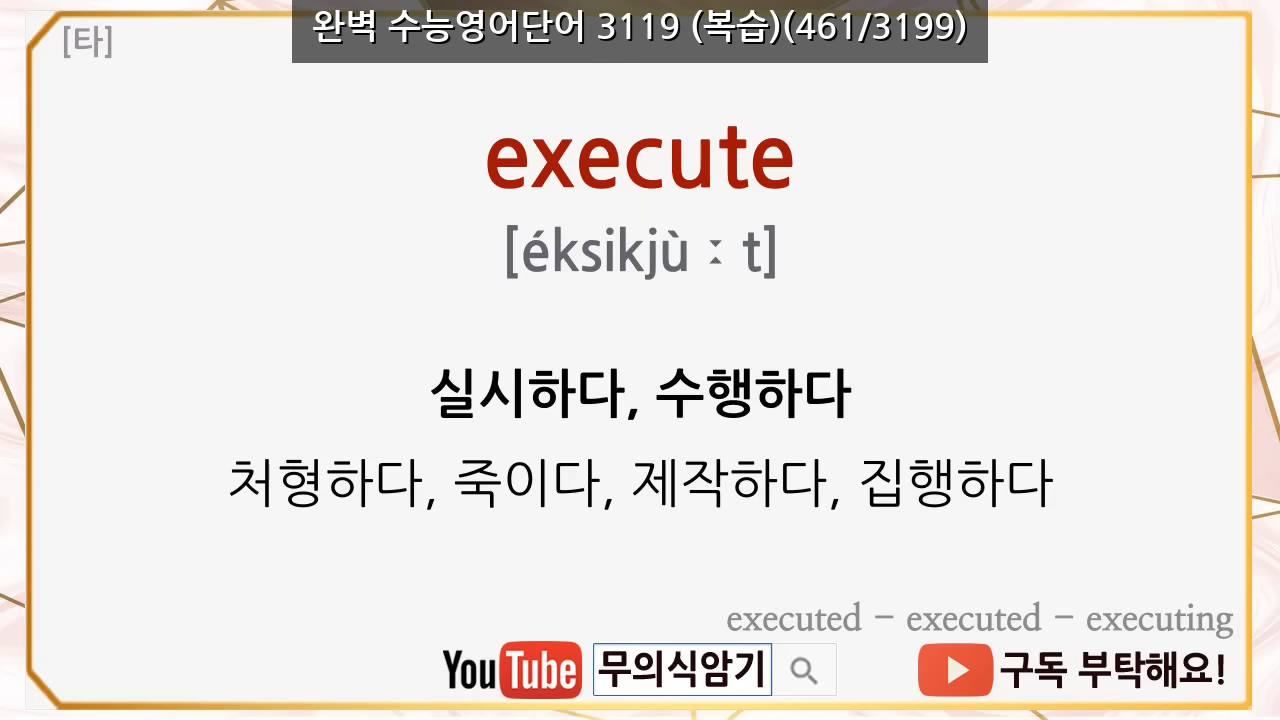 완벽 수능영어단어 3119 (복습)(461/3199)
[타]
execute
[éksikjùːt]
실시하다, 수행하다
처형하다, 죽이다, 제작하다, 집행하다
executed - executed - executing
YouTube 무의식암기 구독 부탁해요!